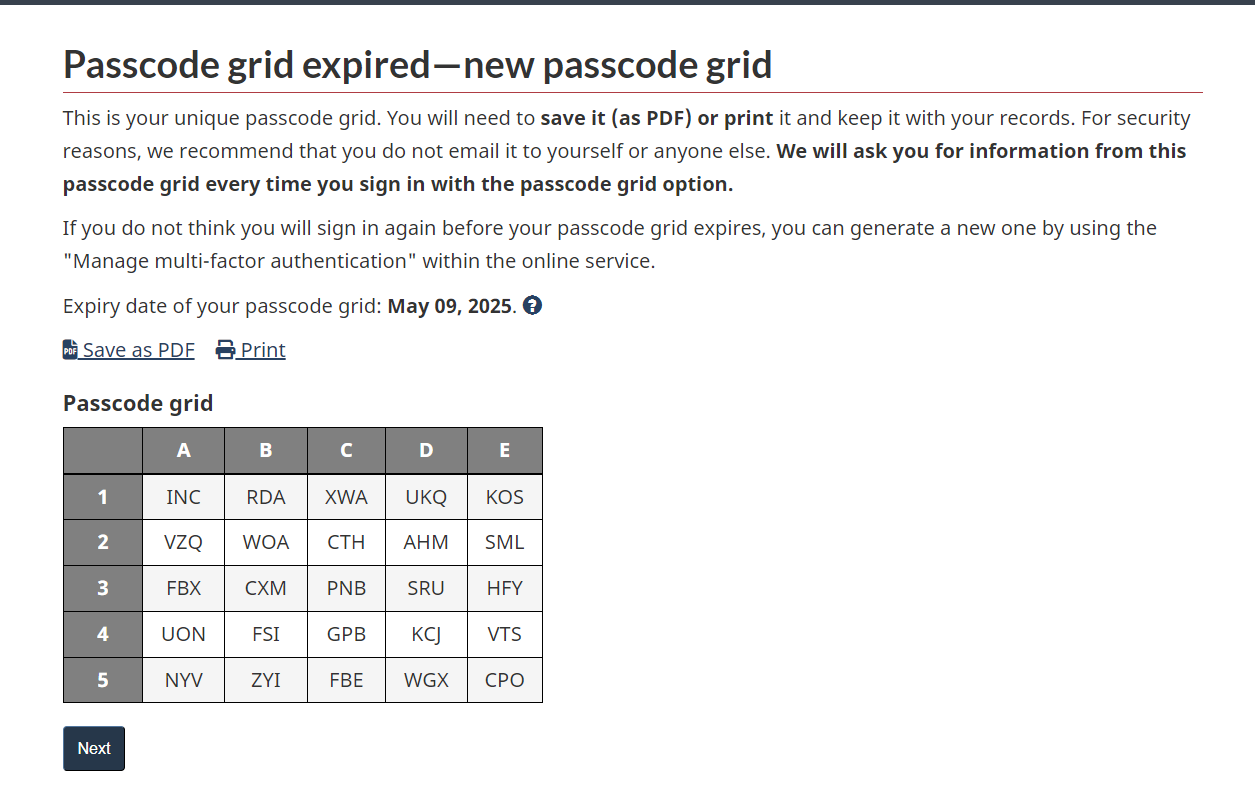 Passcode grid expired—new passcode grid
This is your unique passcode grid. You will need to save it (as PDF) or print it and keep it with your records. For security
reasons, we recommend that you do not email it to yourself or anyone else. We will ask you for information from this
passcode grid every time you sign in with the passcode grid option.
If you do not think you will sign in again before your passcode grid expires, you can generate a new one by using the
"Manage multi-factor authentication" within the online service.
Expiry date of your passcode grid: May 09, 2025. ?
PDF Save as PDF Print
Passcode grid
A B C D E
1 INC RDA XWA UKQ KOS
2 VZQ WOA CTH AHM SML
3 FBX CXM PNB SRU HFY
4 UON FSI GPB KCJ VTS
5 NYV ZYI FBE WGX CPO
Next